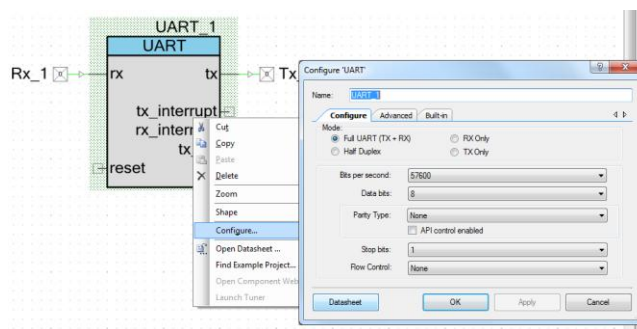 UART_1
UART
Rx_1
rx
tx
Tx_
tx_interrupt
rx_interr
tx_
reset
Cut
Copy
Paste
Delete
Zoom
Shape
Configure...
Open Datasheet ...
Find Example Project...
Open Component Web
Launch Tuner
Configure 'UART'
Name: UART_1
Configure Advanced Built-in
Mode:
Full UART (TX + RX) RX Only
Half Duplex TX Only
Bits per second: 57600
Data bits: 8
Parity Type: None
API control enabled
Stop bits: 1
Flow Control: None
Datasheet OK Apply Cancel